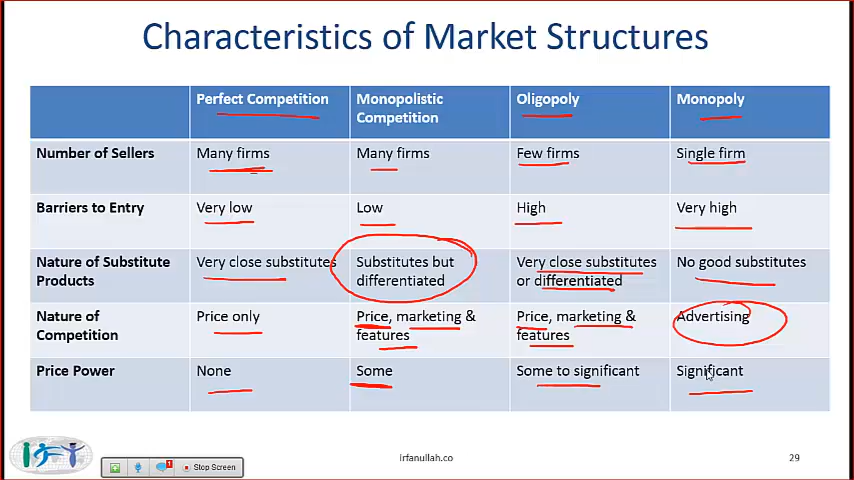 Characteristics of Market Structures
Perfect Competition
Monopolistic
Competition
Oligopoly
Monopoly
Number of Sellers
Many firms
Many firms
Few firms
Single firm
Barriers to Entry
Very low
Low
High
Very high
Nature of Substitute
Products
Very close substitutes
Substitutes but
differentiated
Very close substitutes
or differentiated
No good substitutes
Nature of
Competition
Price only
Price, marketing &
features
Price, marketing &
features
Advertising
Price Power
None
Some
Some to significant
Significant
1
Stop Screen
irfanullah.co
29